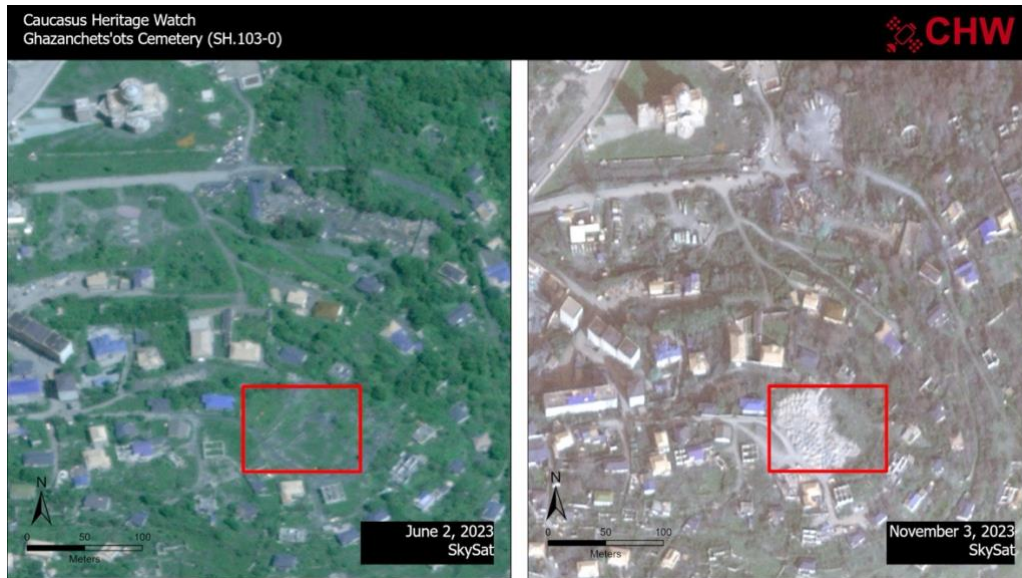 Caucasus Heritage Watch
Ghazanchets'ots Cemetery (SH.103-0)
CHW
N
0 50 100
Meters
June 2, 2023
SkySat
N
0 50 100
Meters
November 3, 2023
SkySat